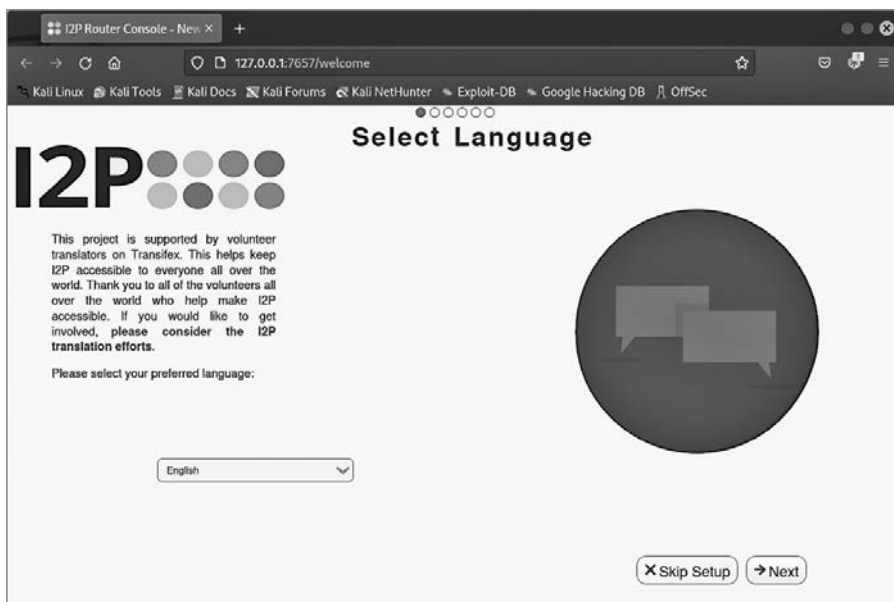 I2P Router Console - New
127.0.0.1:7657/welcome
Kali Linux Kali Tools Kali Docs Kali Forums Kali NetHunter Exploit-DB Google Hacking DB OffSec
Select Language
I2P
This project is supported by volunteer
translators on Transifex. This helps keep
I2P accessible to everyone all over the
world. Thank you to all of the volunteers all
over the world who help make I2P
accessible. If you would like to get
involved, please consider the I2P
translation efforts.
Please select your preferred language:
English
Skip Setup Next